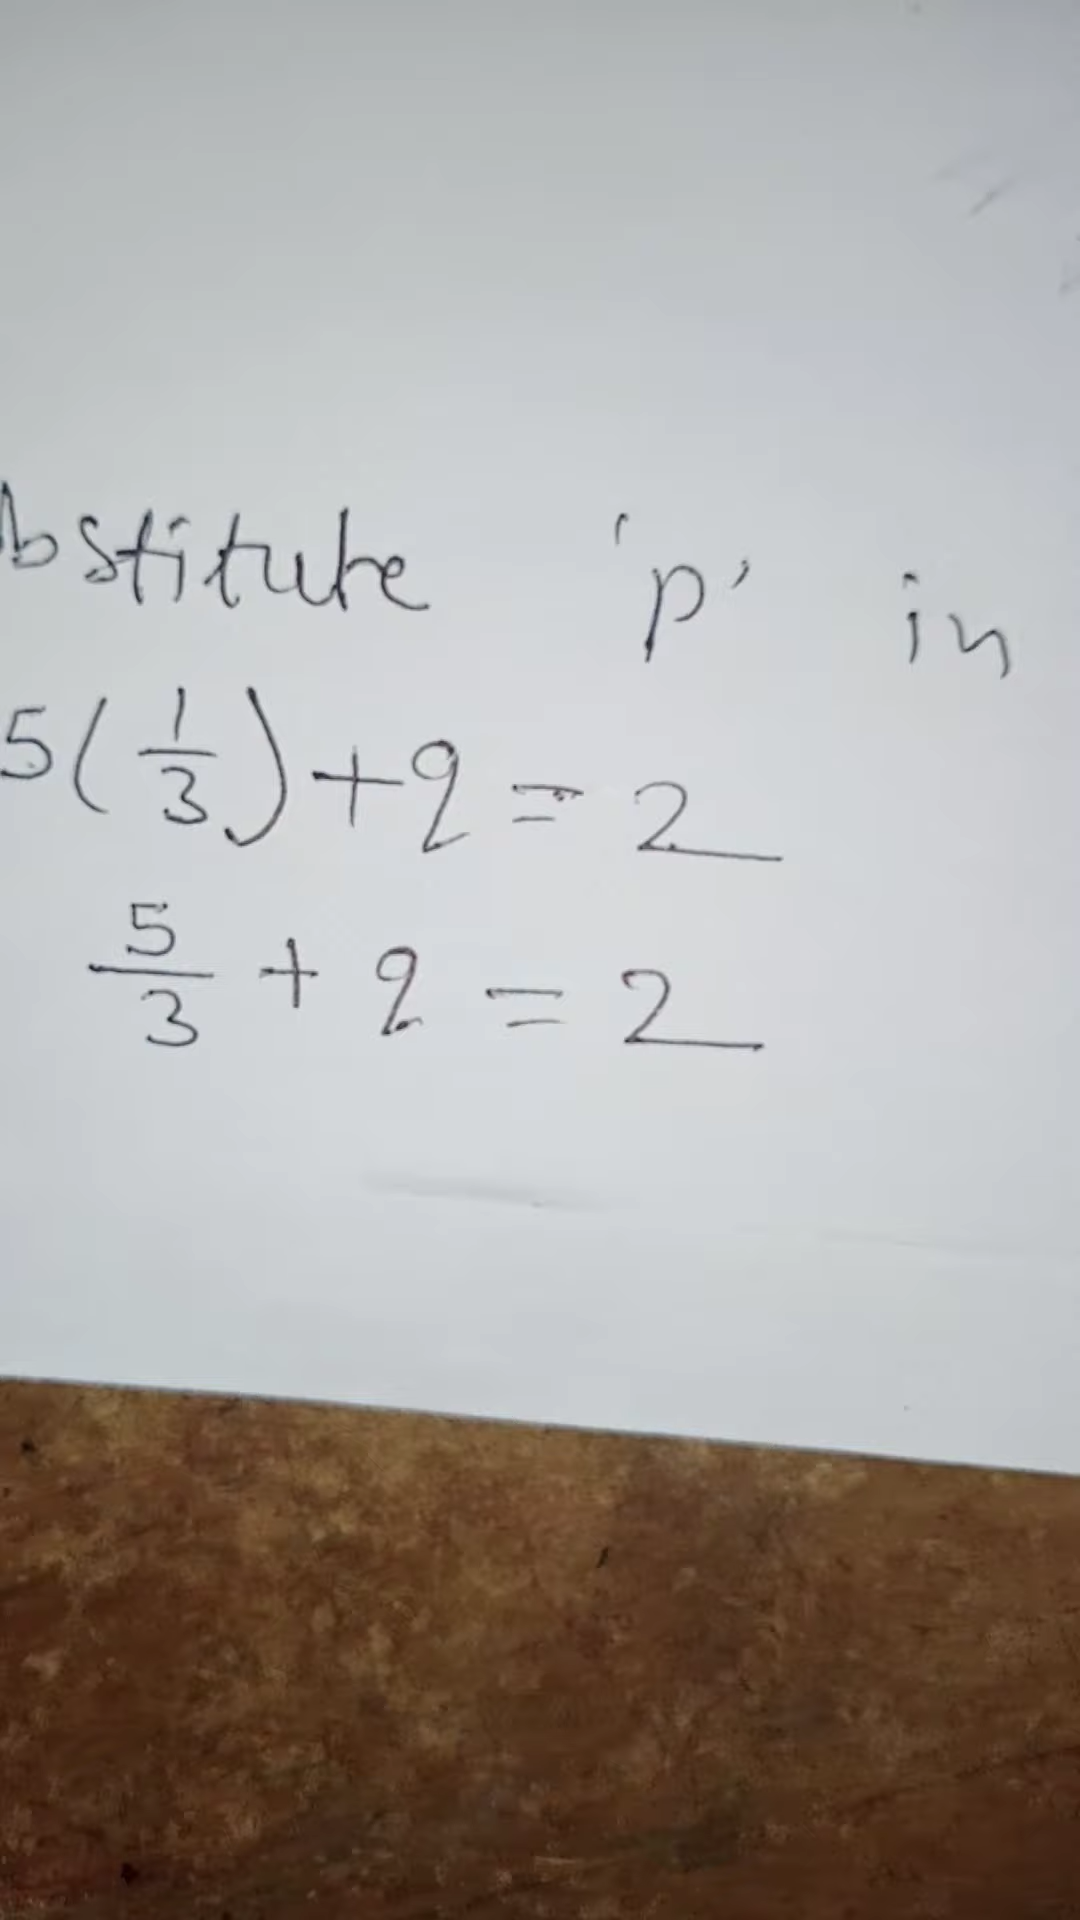 bstitute 'p' in
5(1/3) + q = 2
5/3 + q = 2